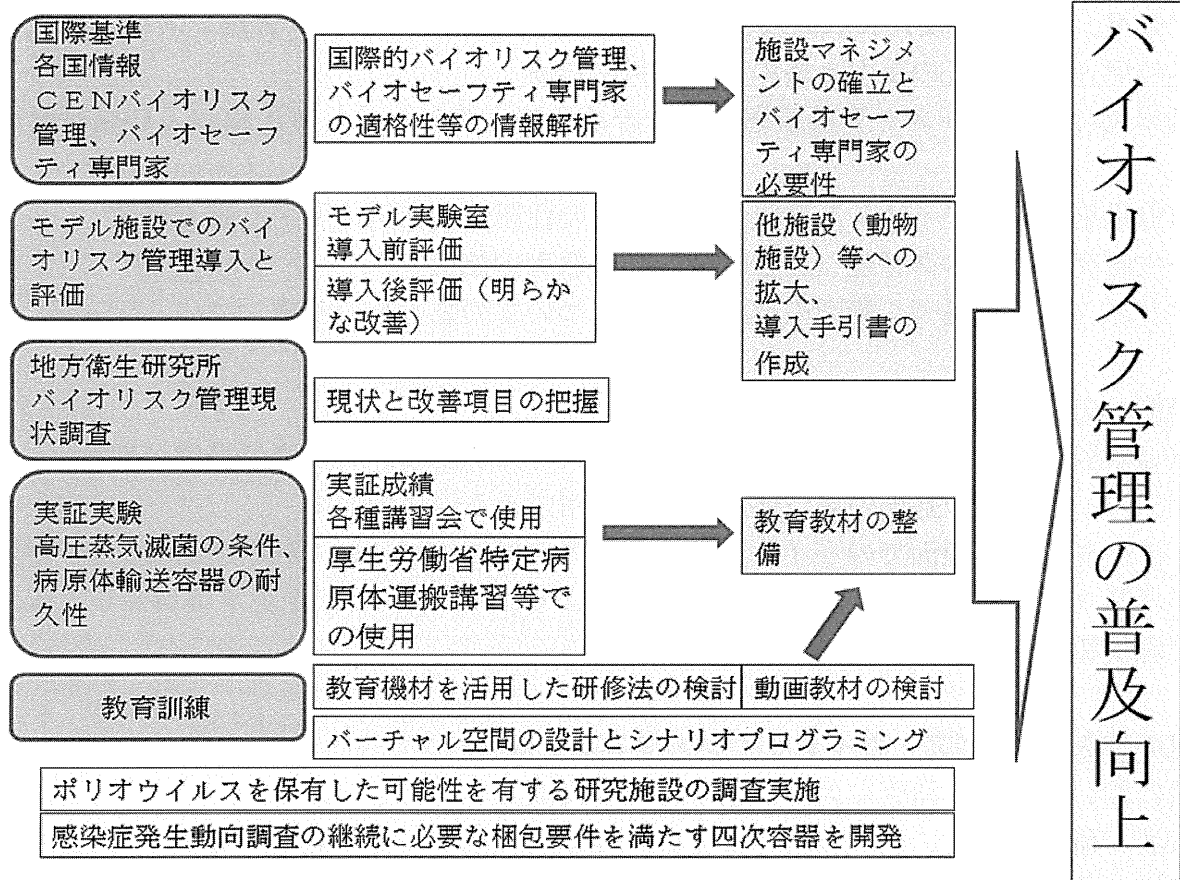 国際基準
各国情報
ＣＥＮバイオリスク
管理、バイオセーフ
ティ専門家
国際的バイオリスク管理、
バイオセーフティ専門家
の適格性等の情報解析
施設マネジメ
ントの確立と
バイオセーフ
ティ専門家の
必要性
モデル施設でのバイ
オリスク管理導入と
評価
モデル実験室
導入前評価
導入後評価（明らか
な改善）
他施設（動物
施設）等への
拡大、
導入手引書の
作成
地方衛生研究所
バイオリスク管理現
状調査
現状と改善項目の把握
実証実験
高圧蒸気滅菌の条件、
病原体輸送容器の耐
久性
実証成績
各種講習会で使用
厚生労働省特定病
原体運搬講習等で
の使用
教育教材の整
備
教育訓練
教育機材を活用した研修法の検討
動画教材の検討
バーチャル空間の設計とシナリオプログラミング
ポリオウイルスを保有した可能性を有する研究施設の調査実施
感染症発生動向調査の継続に必要な梱包要件を満たす四次容器を開発
バイオリスク管理の普及向上